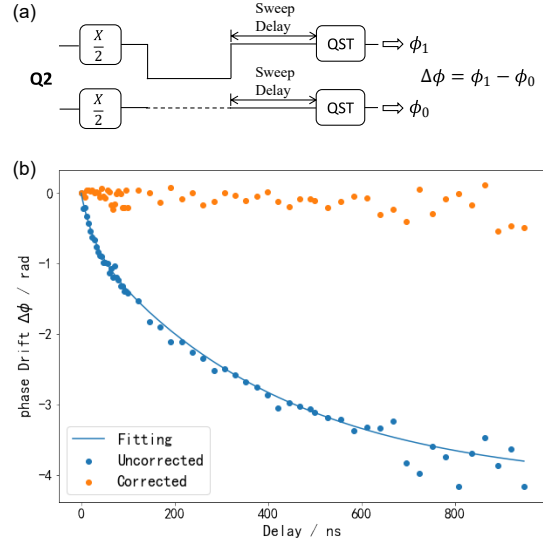 (a)
Sweep
Delay
X/2
QST
ϕ₁
Q2
Δϕ = ϕ₁ − ϕ₀
Sweep
Delay
X/2
QST
ϕ₀
(b)
0
-1
-2
-3
-4
phase Drift Δϕ / rad
Fitting
Uncorrected
Corrected
0
200
400
600
800
Delay / ns